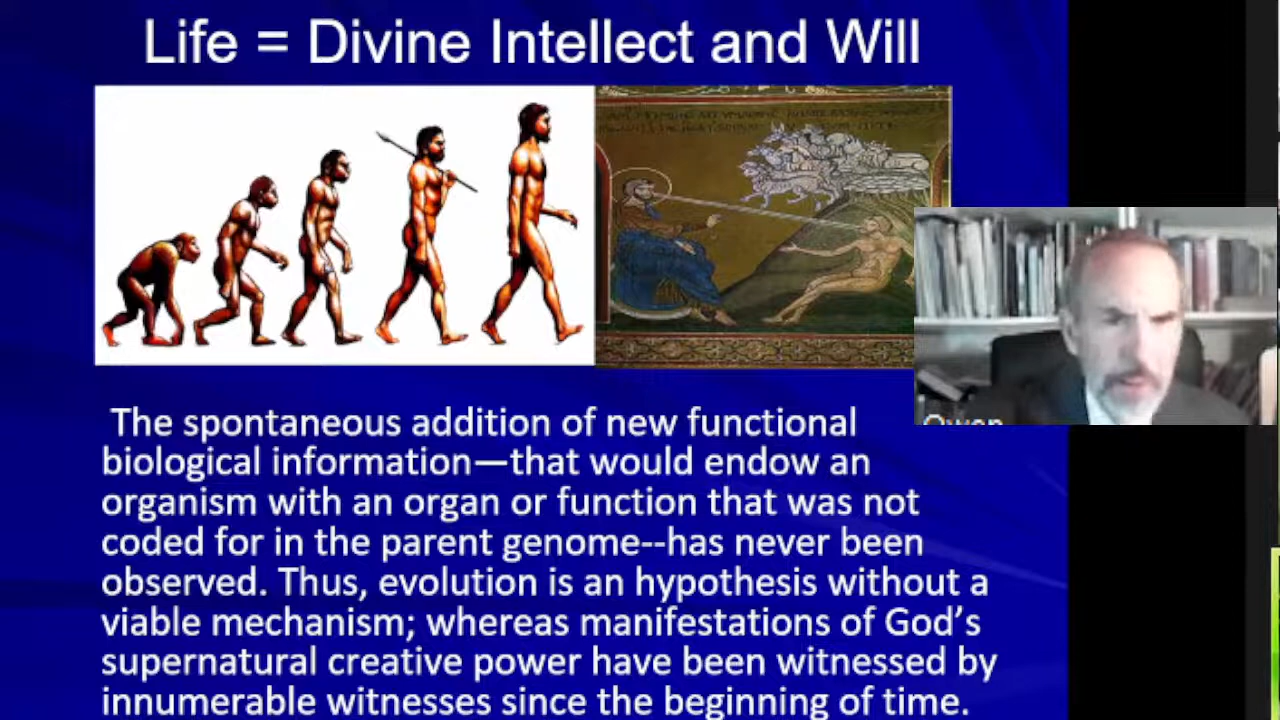 Life = Divine Intellect and Will
The spontaneous addition of new functional
biological information—that would endow an
organism with an organ or function that was not
coded for in the parent genome--has never been
observed. Thus, evolution is an hypothesis without a
viable mechanism; whereas manifestations of God's
supernatural creative power have been witnessed by
innumerable witnesses since the beginning of time.